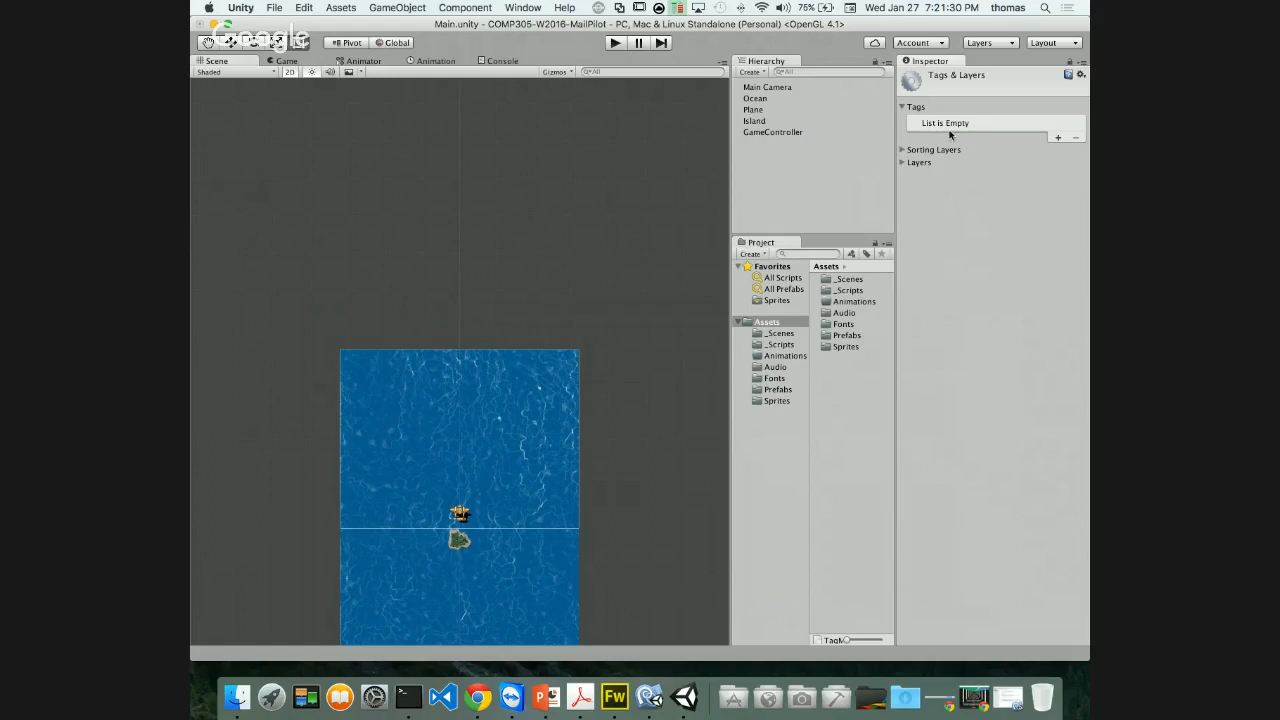 Unity File Edit Assets GameObject Component Window Help 75% Wed Jan 27 7:21:30 PM thomas
Main.unity - COMP305-W2016-MailPilot - PC, Mac & Linux Standalone (Personal) <OpenGL 4.1>
Google
Pivot Global Account Layers Layout
Scene Game Animator Animation Console
Shaded 2D Gizmos All
Hierarchy
Create All
Main Camera
Ocean
Plane
Island
GameController
Project
Create
Favorites
All Scripts
All Prefabs
Sprites
Assets
_Scenes
_Scripts
Animations
Audio
Fonts
Prefabs
Sprites
Assets
_Scenes
_Scripts
Animations
Audio
Fonts
Prefabs
Sprites
Inspector
Tags & Layers
Tags
List is Empty
+ −
Sorting Layers
Layers
Fw